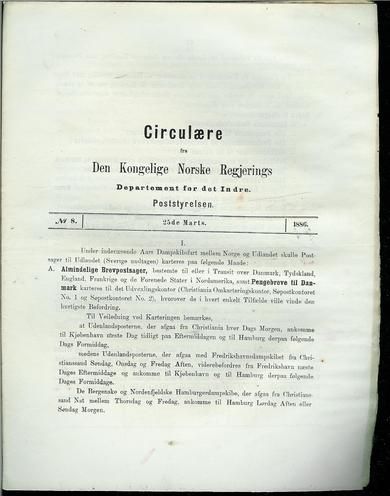 Circulære
fra
Den Kongelige Norske Regjerings
Departement for det Indre.
Poststyrelsen.
№ 8. 25de Marts. 1886.
I.
Under indeværende Aars Dampskibsfart mellem Norge og Udlandet skulle Post-
sager til Udlandet (Sverige undtagen) karteres paa følgende Maade:
A. Almindelige Brevpostsager, bestemte til eller i Transit over Danmark, Tydskland,
England, Frankrige og de Forenede Stater i Nordamerika, samt Pengebreve til Dan-
mark karteres til det Udvexlingskontor (Christiania Omkarteringskontor, Søpostkontoret
No. 1 og Søpostkontoret No. 2), hvorover de i hvert enkelt Tilfælde ville vinde den
hurtigste Befordring.
Til Veiledning ved Karteringen bemærkes,
at Udenlandsposterne, der afgaa fra Christiania hver Dags Morgen, ankomme
til Kjøbenhavn næste Dag tidligt paa Eftermiddagen og til Hamburg derpaa følgende
Dags Formiddag,
medens Udenlandsposterne, der afgaa med Fredrikshavnsdampskibet fra Chri-
stianssand Søndag, Onsdag og Fredag Aften, viderebefordres fra Fredrikshavn næste
Dages Eftermiddage og ankomme til Kjøbenhavn og til Hamburg derpaa følgende
Dages Formiddage.
De Bergenske og Nordenfjeldske Hamburgerdampskibe, der afgaa fra Christians-
sand Nat mellem Thorsdag og Fredag, ankomme til Hamburg Lørdag Aften eller
Søndag Morgen.